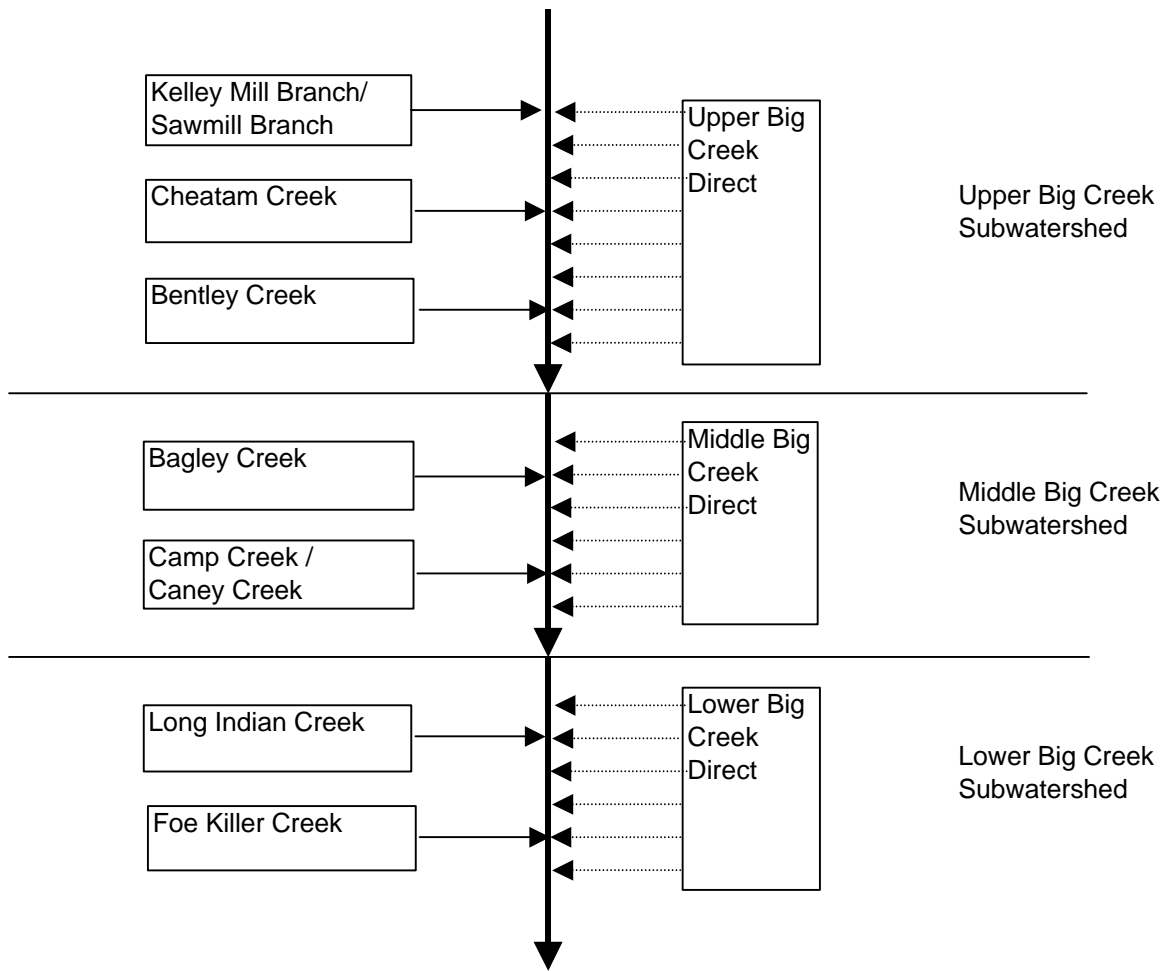 Kelley Mill Branch/
Sawmill Branch
Upper Big
Creek
Direct
Cheatam Creek
Upper Big Creek
Subwatershed
Bentley Creek
Bagley Creek
Middle Big
Creek
Direct
Middle Big Creek
Subwatershed
Camp Creek /
Caney Creek
Long Indian Creek
Lower Big
Creek
Direct
Lower Big Creek
Subwatershed
Foe Killer Creek